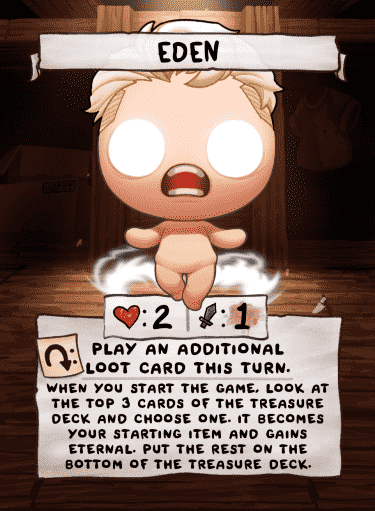 EDEN
: 2 : 1
PLAY AN ADDITIONAL
LOOT CARD THIS TURN.
WHEN YOU START THE GAME, LOOK AT
THE TOP 3 CARDS OF THE TREASURE
DECK AND CHOOSE ONE. IT BECOMES
YOUR STARTING ITEM AND GAINS
ETERNAL. PUT THE REST ON THE
BOTTOM OF THE TREASURE DECK.